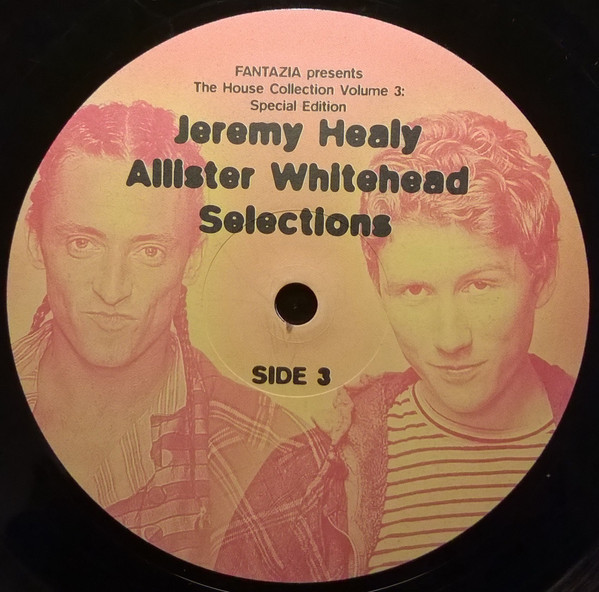 FANTAZIA presents
The House Collection Volume 3:
Special Edition
Jeremy Healy
Allister Whitehead
Selections
SIDE 3